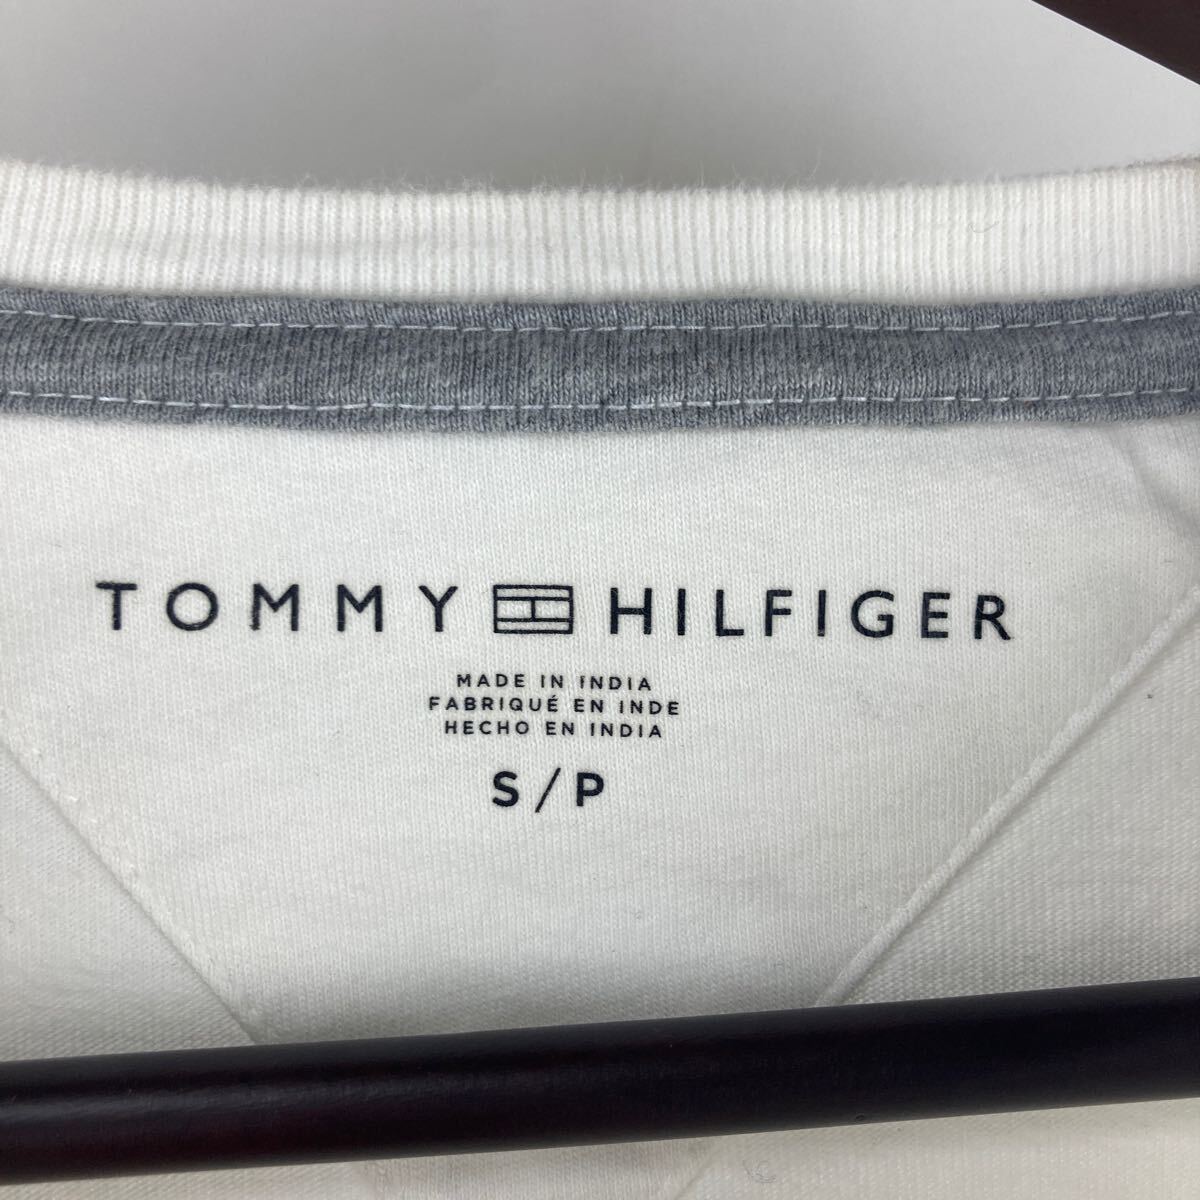 TOMMY HILFIGER
MADE IN INDIA
FABRIQUÉ EN INDE
HECHO EN INDIA
S/P